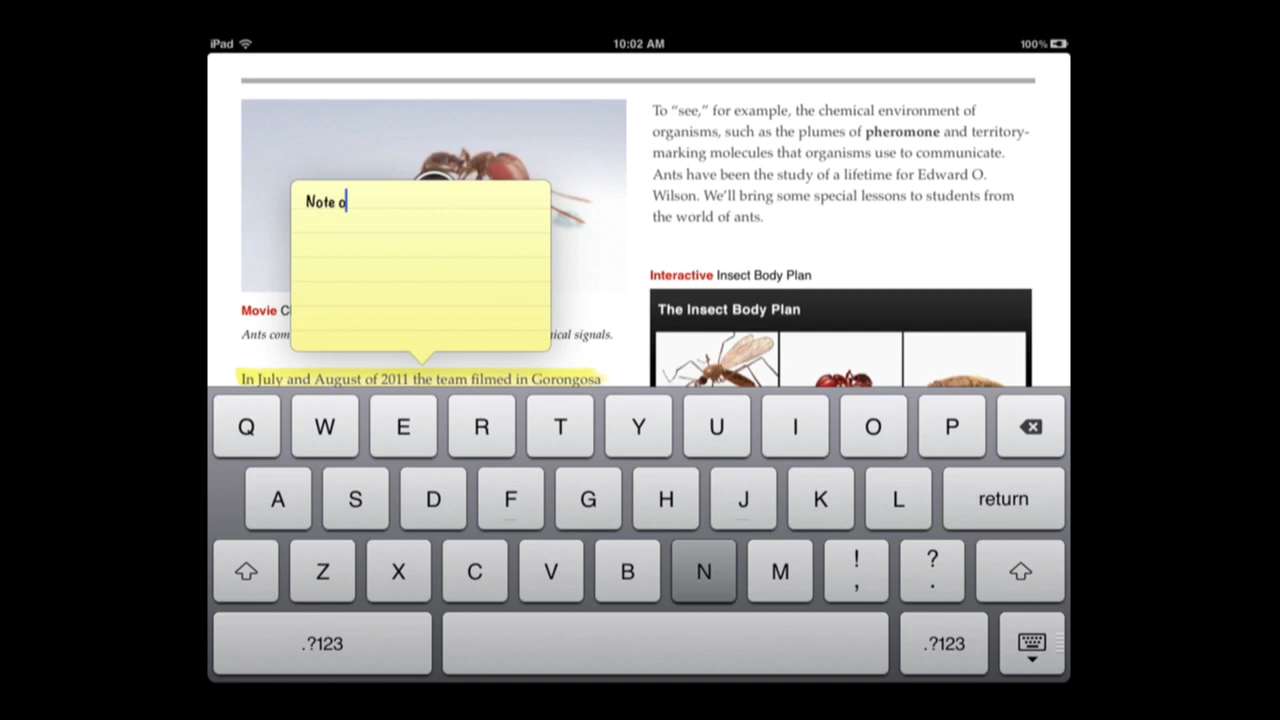 iPad
10:02 AM
100%
Note o
Movie C
Ants com
ical signals.
In July and August of 2011 the team filmed in Gorongosa
To “see,” for example, the chemical environment of
organisms, such as the plumes of pheromone and territory-
marking molecules that organisms use to communicate.
Ants have been the study of a lifetime for Edward O.
Wilson. We’ll bring some special lessons to students from
the world of ants.
Interactive Insect Body Plan
The Insect Body Plan
Q W E R T Y U I O P
A S D F G H J K L return
Z X C V B N M ! , ? .
.?123 .?123